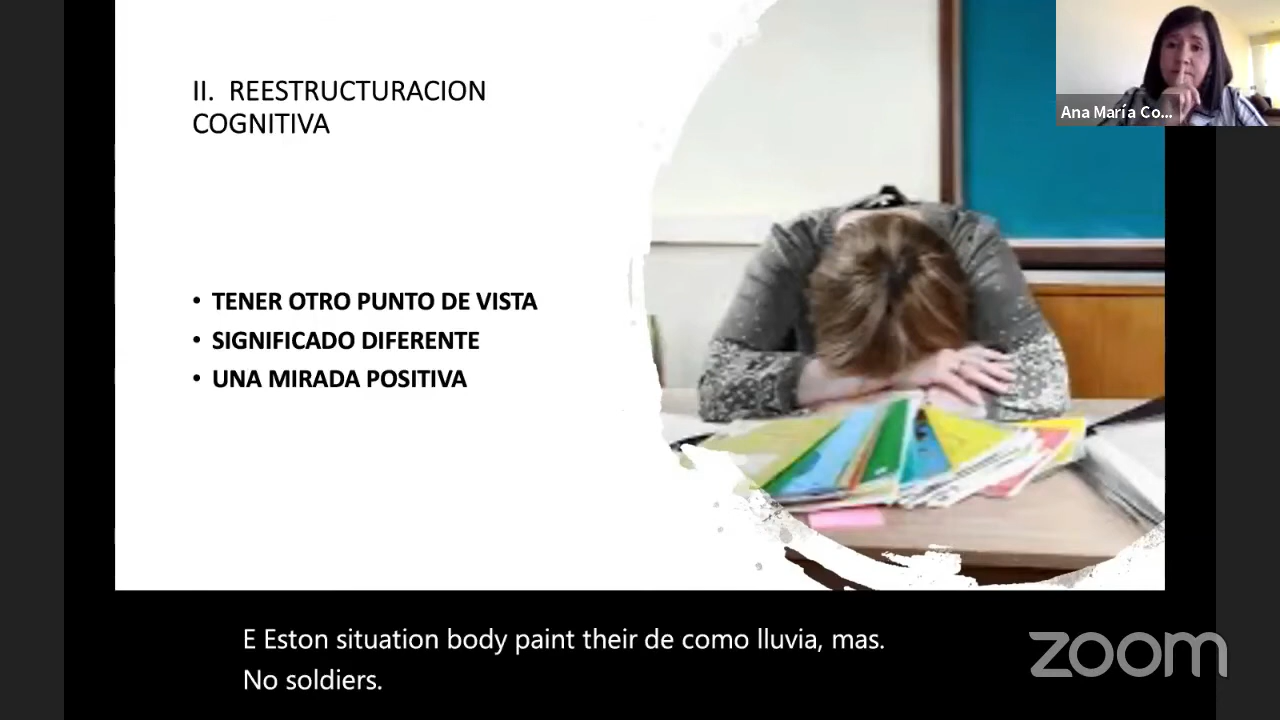 II. REESTRUCTURACION
COGNITIVA
• TENER OTRO PUNTO DE VISTA
• SIGNIFICADO DIFERENTE
• UNA MIRADA POSITIVA
Ana María Co...
E Eston situation body paint their de como lluvia, mas.
No soldiers.
zoom